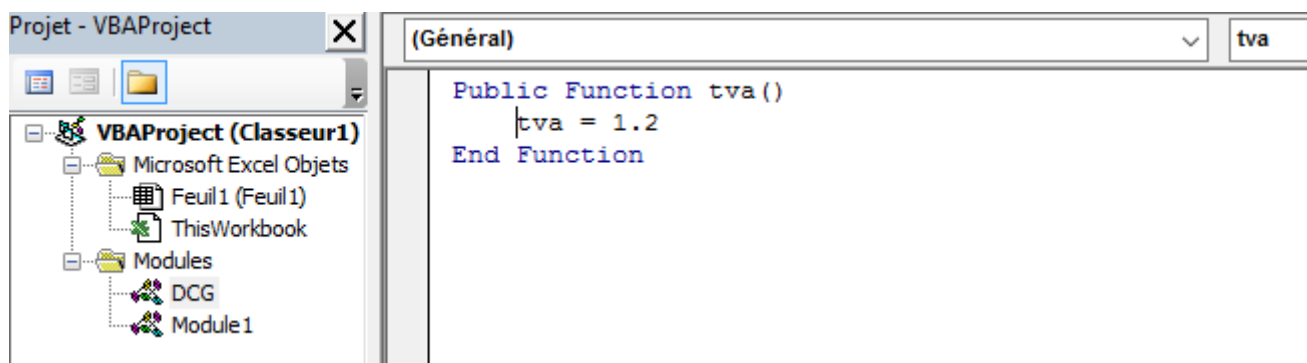 Projet - VBAProject
VBAProject (Classeur1)
Microsoft Excel Objets
Feuil1 (Feuil1)
ThisWorkbook
Modules
DCG
Module1
(Général)
tva
Public Function tva()
tva = 1.2
End Function